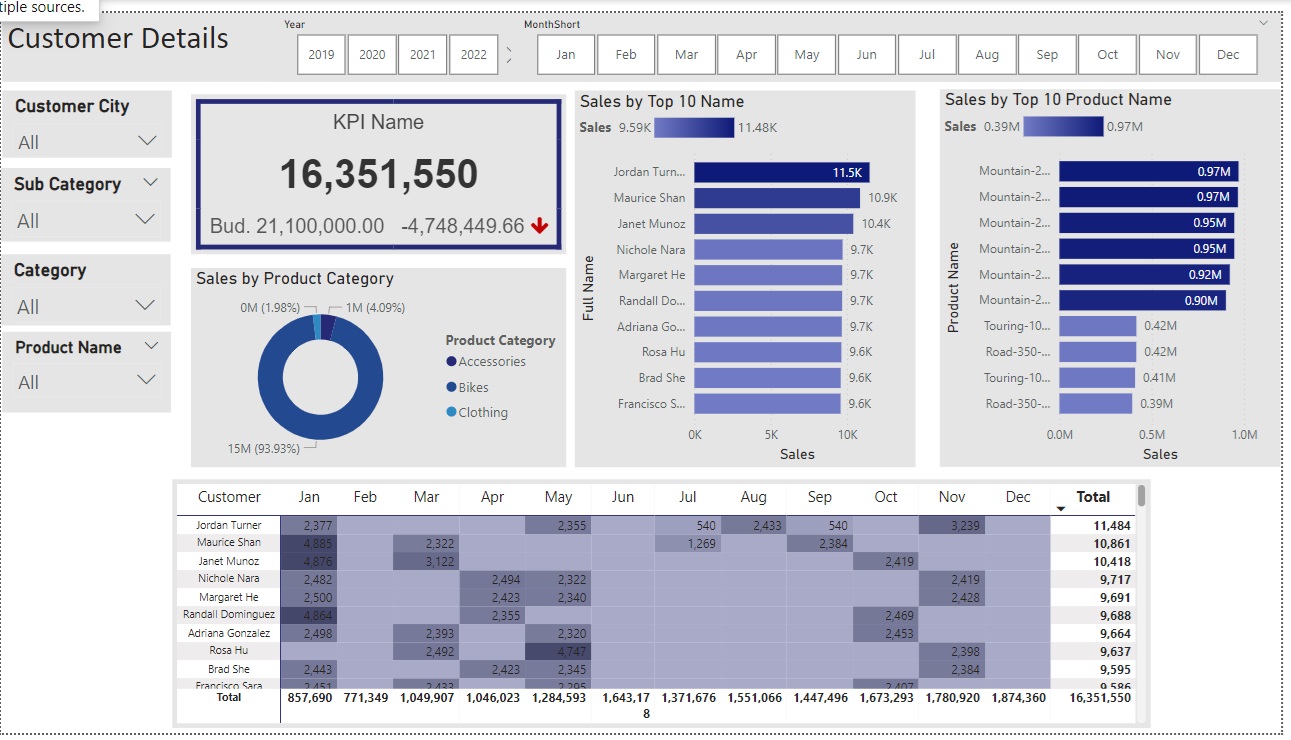 tiple sources.
Customer Details
Year
2019 2020 2021 2022
MonthShort
Jan Feb Mar Apr May Jun Jul Aug Sep Oct Nov Dec
Customer City
All
Sub Category
All
Category
All
Product Name
All
KPI Name
16,351,550
Bud. 21,100,000.00 -4,748,449.66
Sales by Product Category
0M (1.98%) 1M (4.09%)
15M (93.93%)
Product Category
Accessories
Bikes
Clothing
Sales by Top 10 Name
Sales 9.59K 11.48K
Full Name
Jordan Turn... 11.5K
Maurice Shan 10.9K
Janet Munoz 10.4K
Nichole Nara 9.7K
Margaret He 9.7K
Randall Do... 9.7K
Adriana Go... 9.7K
Rosa Hu 9.6K
Brad She 9.6K
Francisco S... 9.6K
0K 5K 10K
Sales
Sales by Top 10 Product Name
Sales 0.39M 0.97M
Product Name
Mountain-2... 0.97M
Mountain-2... 0.97M
Mountain-2... 0.95M
Mountain-2... 0.95M
Mountain-2... 0.92M
Mountain-2... 0.90M
Touring-10... 0.42M
Road-350-... 0.42M
Touring-10... 0.41M
Road-350-... 0.39M
0.0M 0.5M 1.0M
Sales
Customer Jan Feb Mar Apr May Jun Jul Aug Sep Oct Nov Dec Total
Jordan Turner 2,377 2,355 540 2,433 540 3,239 11,484
Maurice Shan 4,885 2,322 1,269 2,384 10,861
Janet Munoz 4,876 3,122 2,419 10,418
Nichole Nara 2,482 2,494 2,322 2,419 9,717
Margaret He 2,500 2,423 2,340 2,428 9,691
Randall Dominguez 4,864 2,355 2,469 9,688
Adriana Gonzalez 2,498 2,393 2,320 2,453 9,664
Rosa Hu 2,492 4,747 2,398 9,637
Brad She 2,443 2,423 2,345 2,384 9,595
Francisco Sara 2,451 2,433 2,295 2,407 9,586
Total 857,690 771,349 1,049,907 1,046,023 1,284,593 1,643,17 1,371,676 1,551,066 1,447,496 1,673,293 1,780,920 1,874,360 16,351,550
8